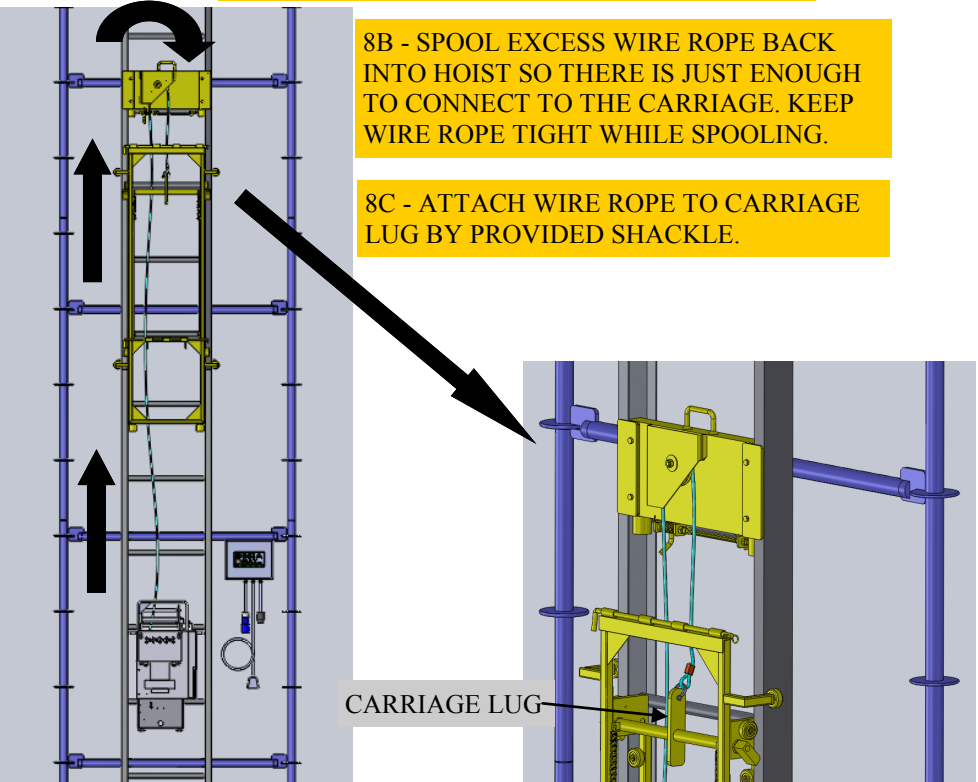 8B - SPOOL EXCESS WIRE ROPE BACK
INTO HOIST SO THERE IS JUST ENOUGH
TO CONNECT TO THE CARRIAGE. KEEP
WIRE ROPE TIGHT WHILE SPOOLING.
8C - ATTACH WIRE ROPE TO CARRIAGE
LUG BY PROVIDED SHACKLE.
CARRIAGE LUG